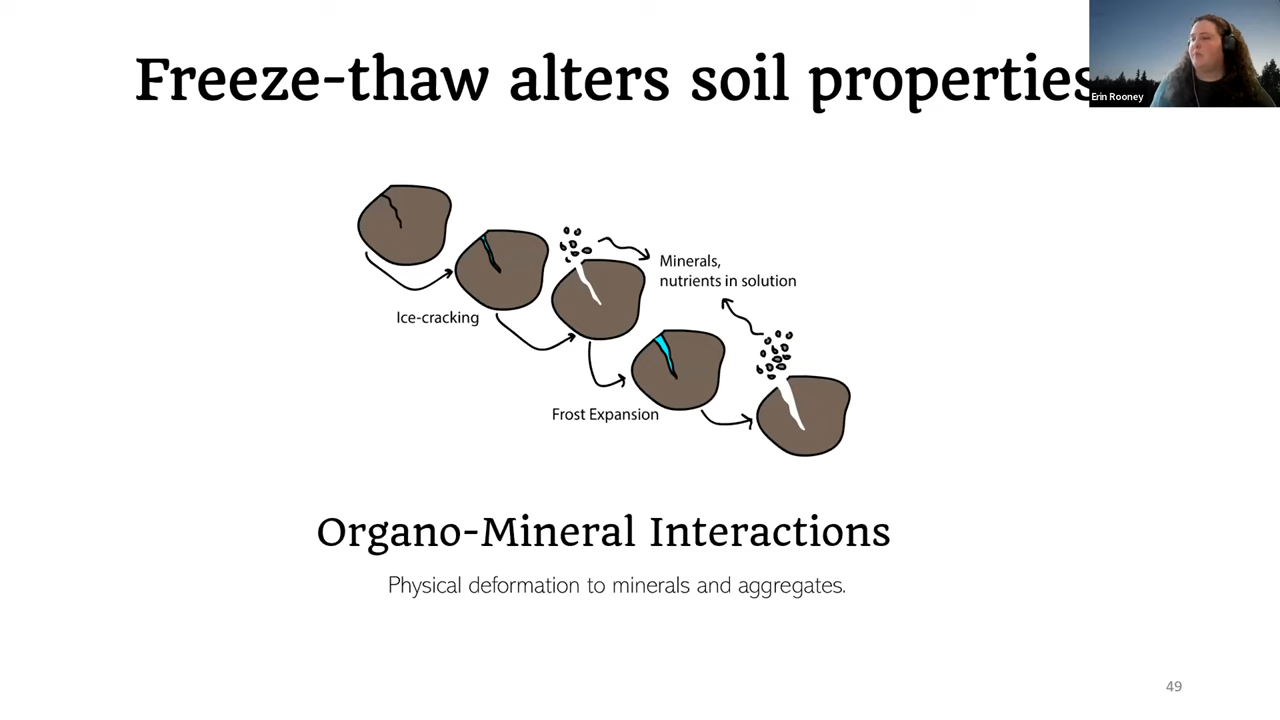 Freeze-thaw alters soil properties
Erin Rooney
Minerals,
nutrients in solution
Ice-cracking
Frost Expansion
Organo-Mineral Interactions
Physical deformation to minerals and aggregates.
49